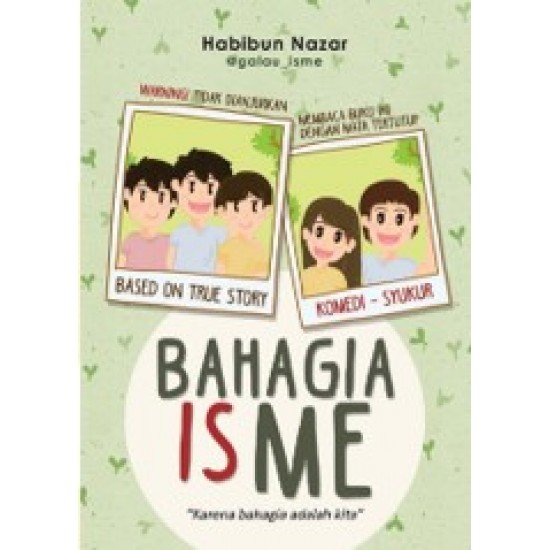 Habibun Nazar
@galau_isme
WARNING! TIDAK DIANJURKAN
MEMBACA BUKU INI
DENGAN MATA TERTUTUP
BASED ON TRUE STORY
KOMEDI - SYUKUR
BAHAGIA
IS ME
"Karena bahagia adalah kita"